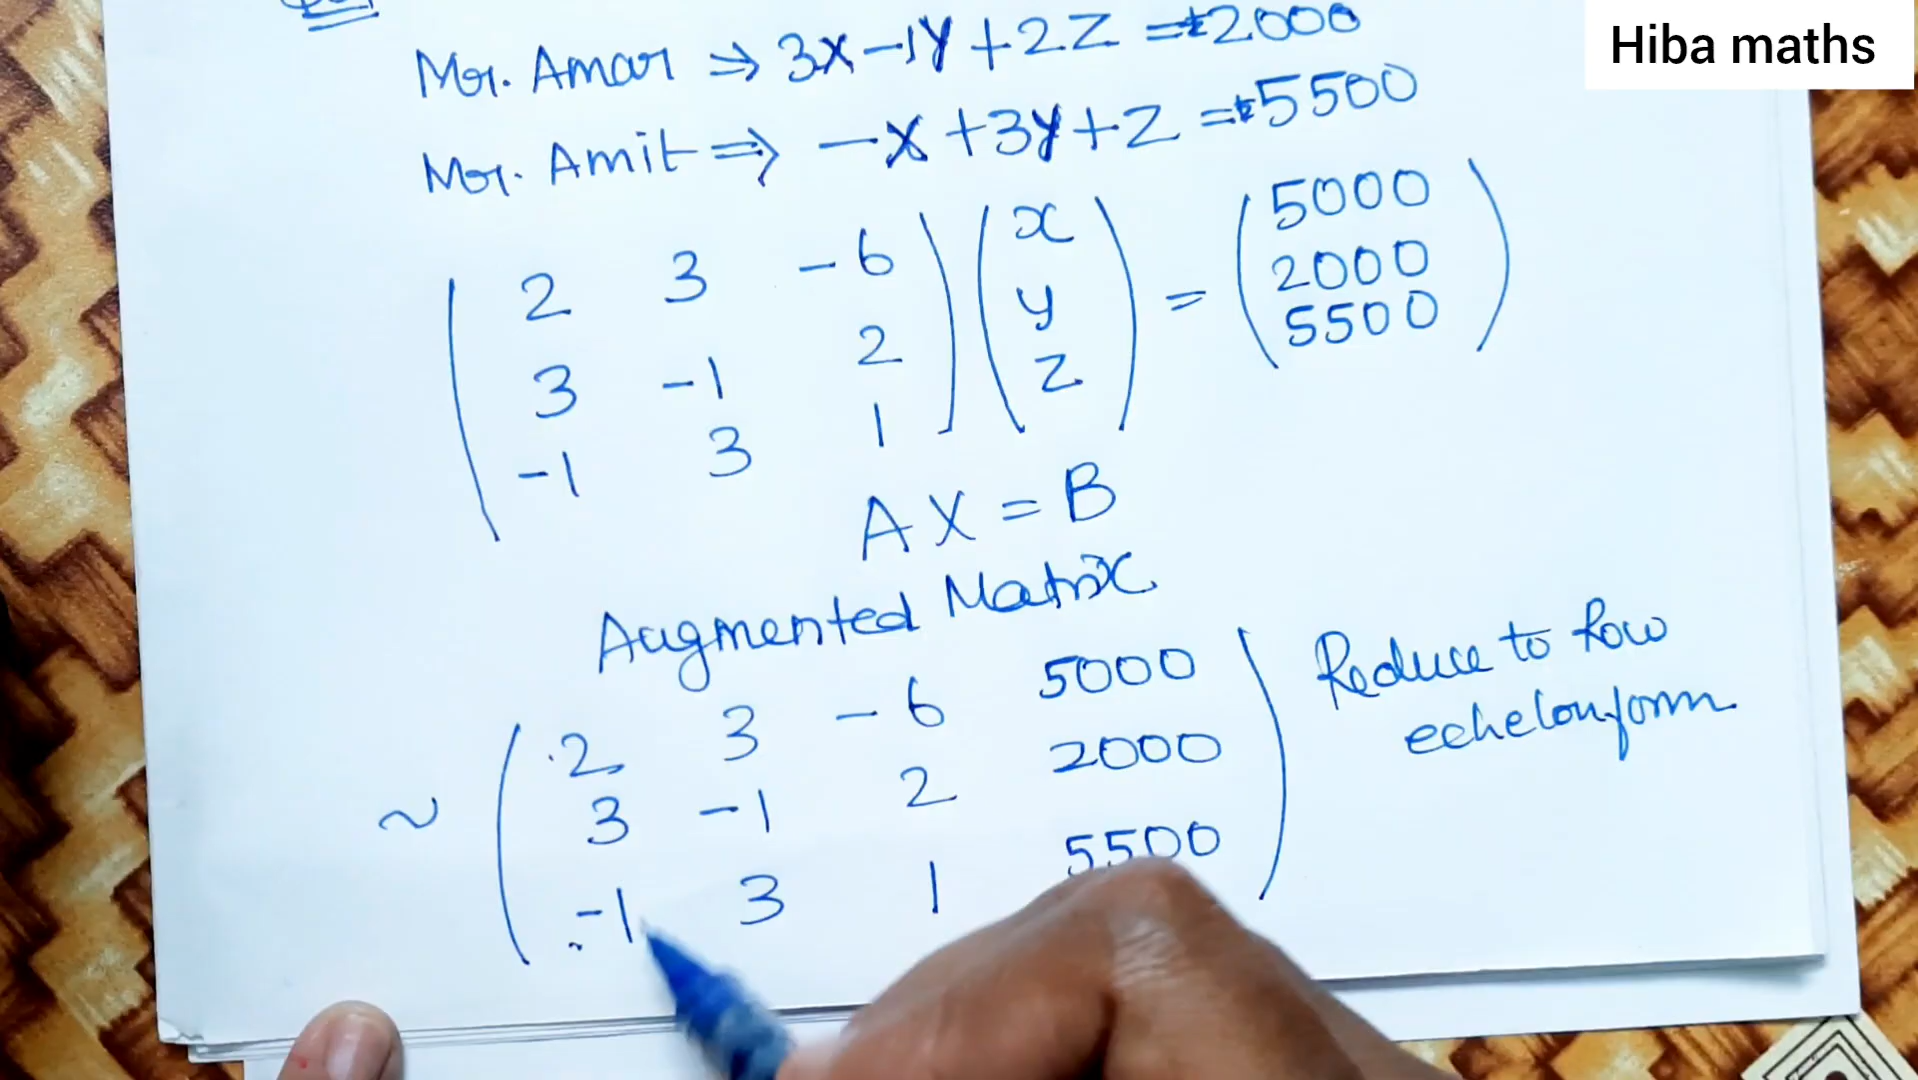 Hiba maths
Mr. Amar ⇒ 3x-1y+2z = ₹2000
Mr. Amit ⇒ -x+3y+z = ₹5500
2 3 -6 x 5000
3 -1 2 y = 2000
-1 3 1 z 5500
AX = B
Augmented Matrix
2 3 -6 5000 Reduce to Row
~ 3 -1 2 2000 echelon form
-1 3 1 5500